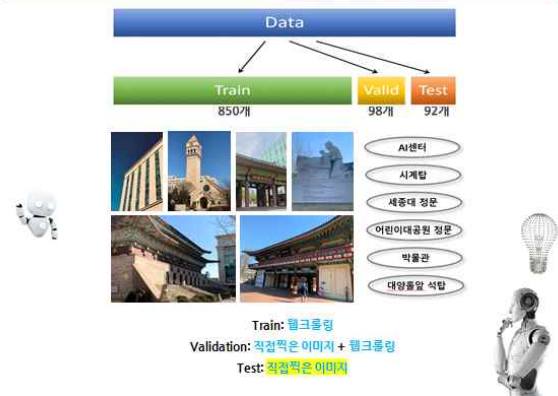 Data
Train Valid Test
850개 98개 92개
AI센터
시계탑
세종대 정문
어린이대공원 정문
박물관
대양홀앞 석탑
Train: 웹크롤링
Validation: 직접찍은 이미지 + 웹크롤링
Test: 직접찍은 이미지